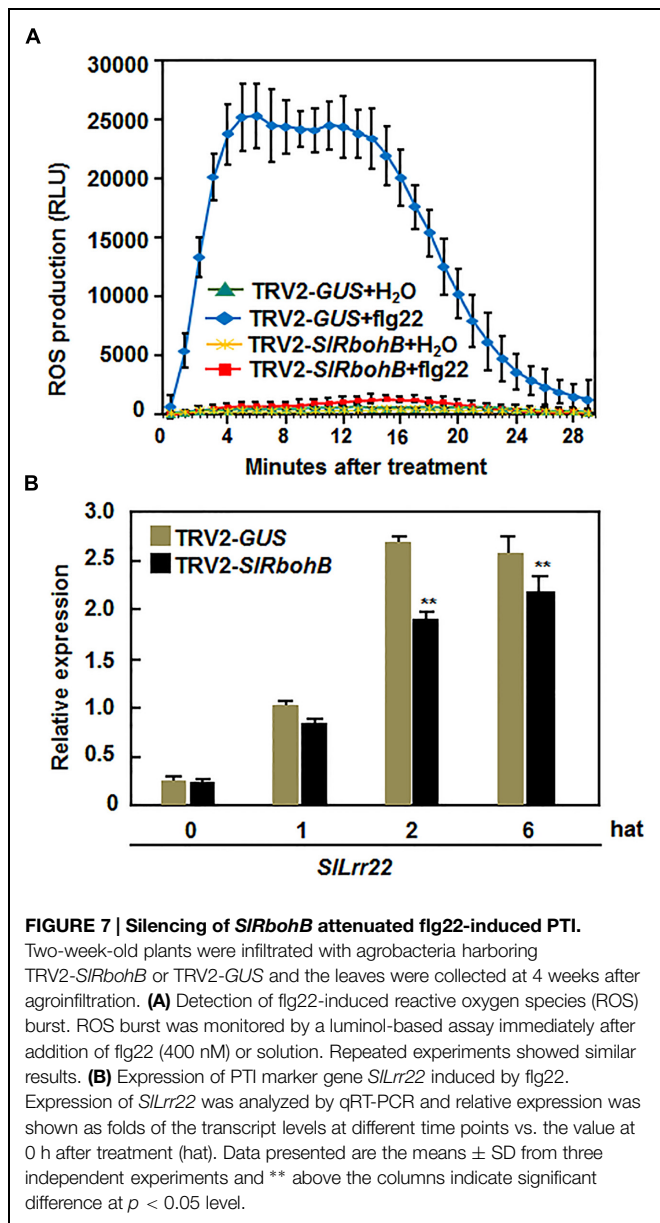 A
30000
25000
20000
15000
10000
5000
0
ROS production (RLU)
TRV2-GUS+H₂O
TRV2-GUS+flg22
TRV2-SlRbohB+H₂O
TRV2-SlRbohB+flg22
0 4 8 12 16 20 24 28
Minutes after treatment
B
3.0
2.5
2.0
1.5
1.0
0.5
0
Relative expression
TRV2-GUS
TRV2-SlRbohB
**
**
0 1 2 6 hat
SlLrr22
FIGURE 7 | Silencing of SlRbohB attenuated flg22-induced PTI.
Two-week-old plants were infiltrated with agrobacteria harboring
TRV2-SlRbohB or TRV2-GUS and the leaves were collected at 4 weeks after
agroinfiltration. (A) Detection of flg22-induced reactive oxygen species (ROS)
burst. ROS burst was monitored by a luminol-based assay immediately after
addition of flg22 (400 nM) or solution. Repeated experiments showed similar
results. (B) Expression of PTI marker gene SlLrr22 induced by flg22.
Expression of SlLrr22 was analyzed by qRT-PCR and relative expression was
shown as folds of the transcript levels at different time points vs. the value at
0 h after treatment (hat). Data presented are the means ± SD from three
independent experiments and ** above the columns indicate significant
difference at p < 0.05 level.